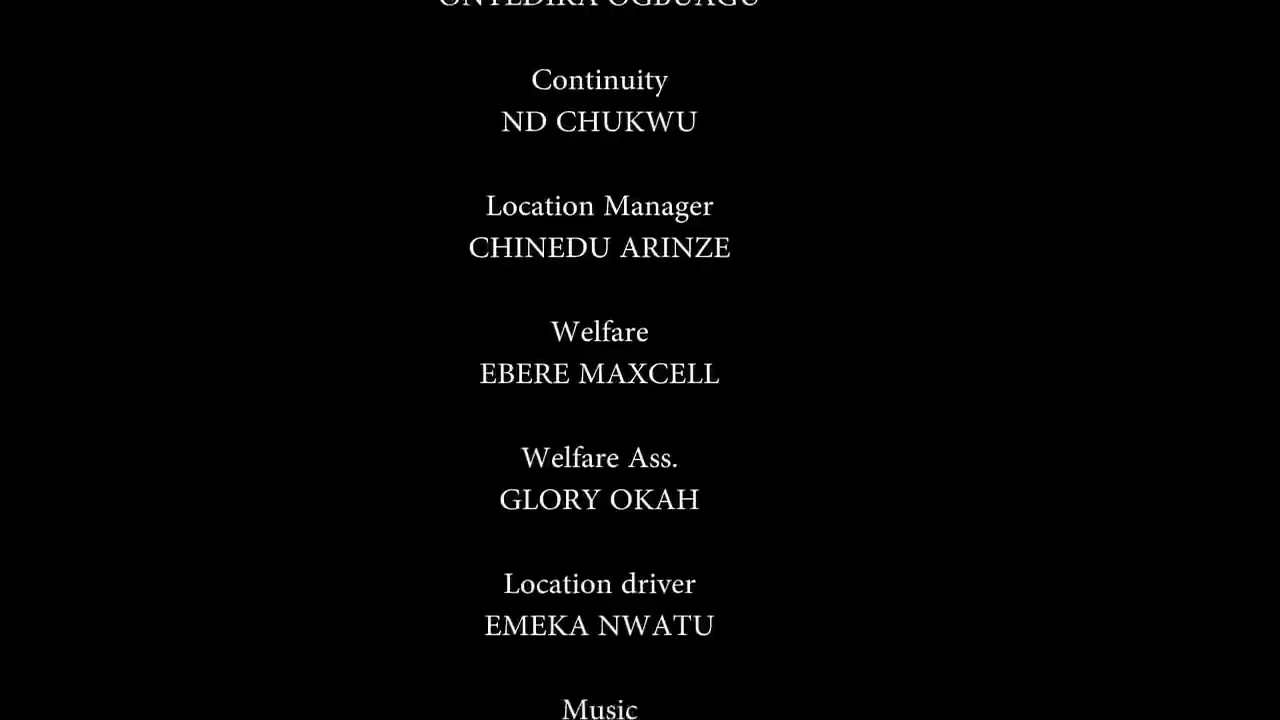 Continuity
ND CHUKWU
Location Manager
CHINEDU ARINZE
Welfare
EBERE MAXCELL
Welfare Ass.
GLORY OKAH
Location driver
EMEKA NWATU
Music